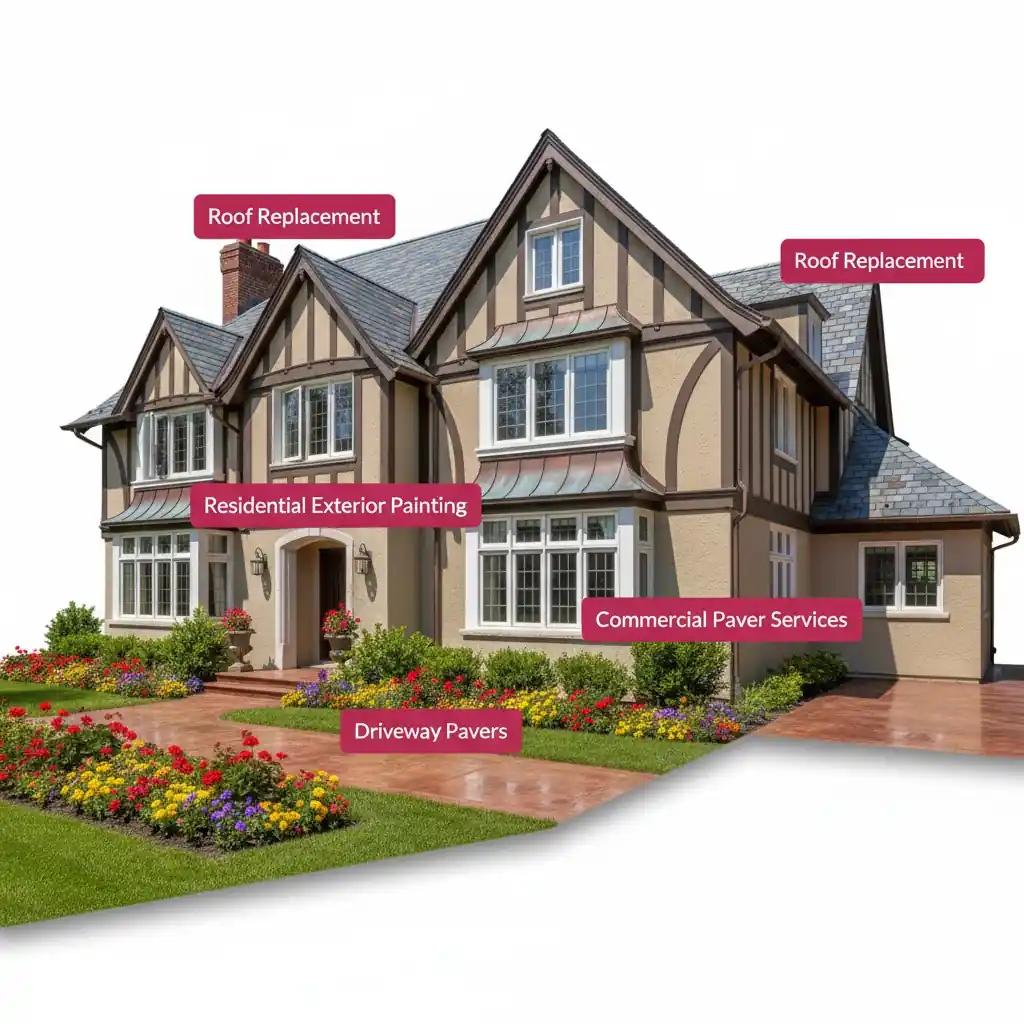 Roof Replacement
Roof Replacement
Residential Exterior Painting
Commercial Paver Services
Driveway Pavers